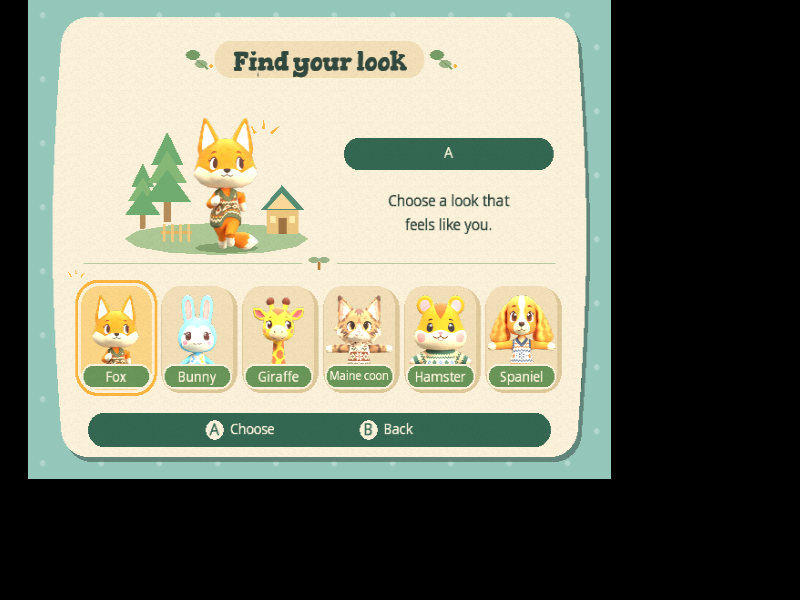 Find your look
A
Choose a look that
feels like you.
Fox
Bunny
Giraffe
Maine coon
Hamster
Spaniel
A Choose
B Back